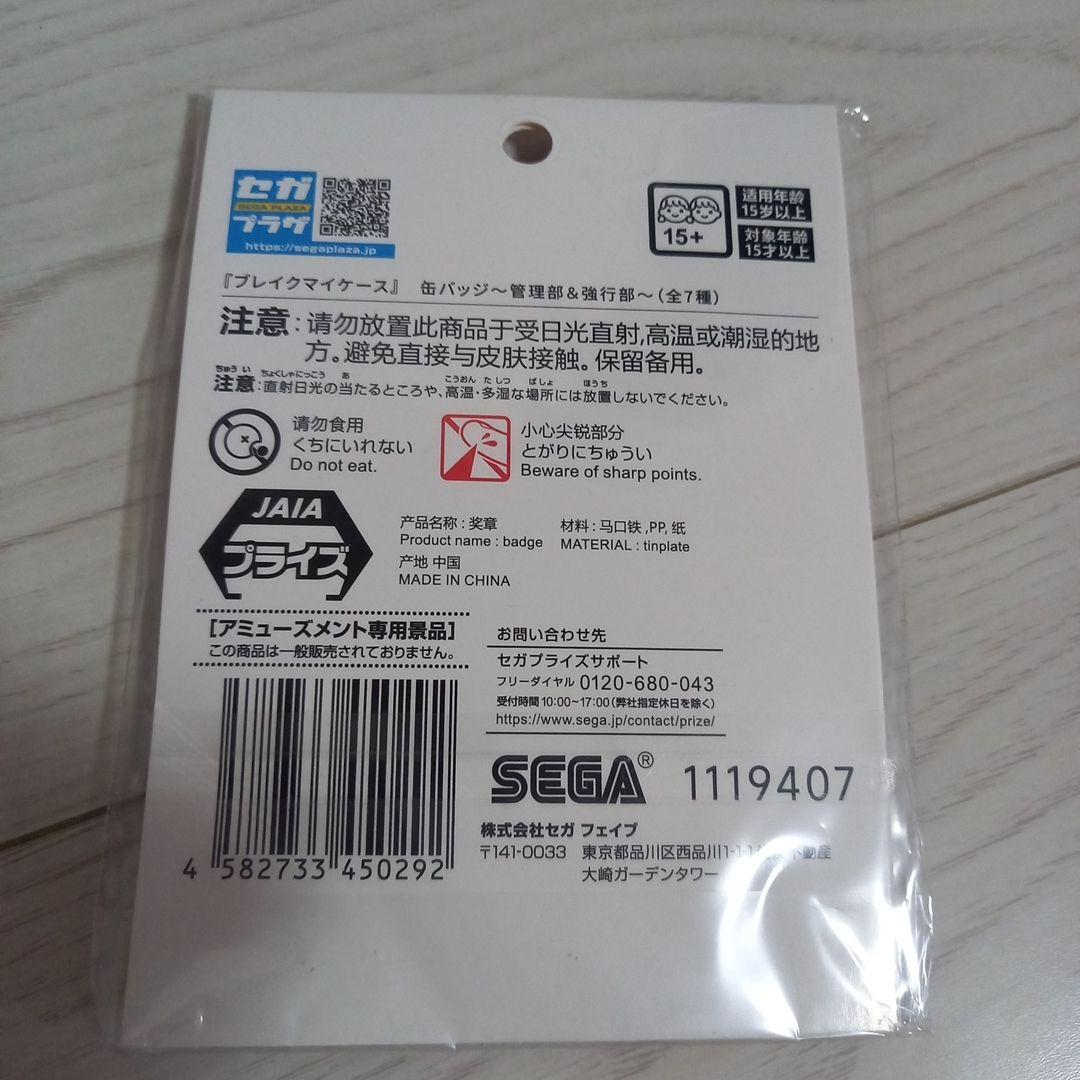 セガ
SEGA PLAZA
プラザ
https://segaplaza.jp
15+
适用年龄
15岁以上
対象年齢
15才以上
『ブレイクマイケース』 缶バッジ～管理部＆強行部～(全7種)
注意:请勿放置此商品于受日光直射,高温或潮湿的地
方。避免直接与皮肤接触。保留备用。
ちゅうい ちょくしゃにっこう あ こうおん たしつ ばしょ ほうち
注意:直射日光の当たるところや、高温・多湿な場所には放置しないでください。
请勿食用
くちにいれない
Do not eat.
小心尖锐部分
とがりにちゅうい
Beware of sharp points.
JAIA
プライズ
产品名称:奖章
Product name : badge
产地 中国
MADE IN CHINA
材料:马口铁,PP,纸
MATERIAL : tinplate
[アミューズメント専用景品]
この商品は一般販売されておりません。
お問い合わせ先
セガプライズサポート
フリーダイヤル 0120-680-043
受付時間10:00~17:00(弊社指定休日を除く)
https://www.sega.jp/contact/prize/
SEGA® 1119407
4 582733 450292
株式会社セガ フェイブ
〒141-0033 東京都品川区西品川1-1-1 不動産
大崎ガーデンタワー